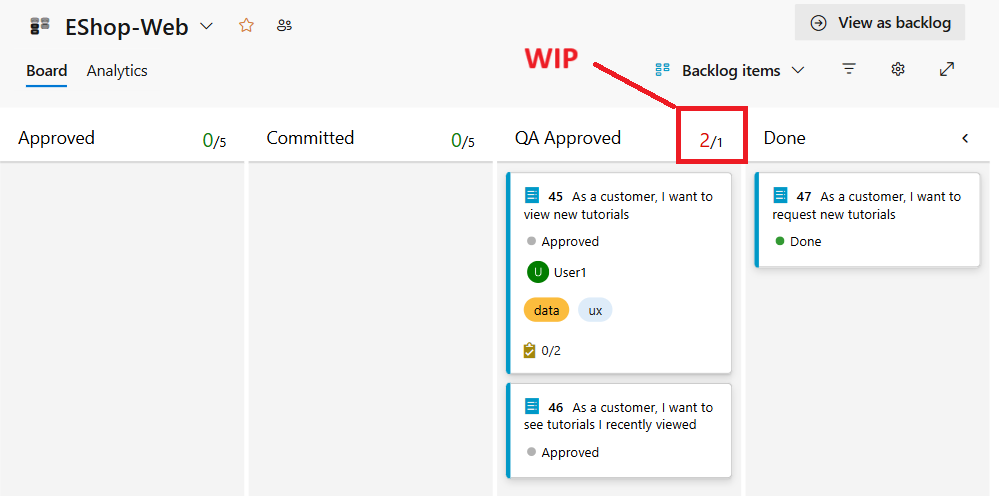 EShop-Web
View as backlog
WIP
Board
Analytics
Backlog items
Approved
0/5
Committed
0/5
QA Approved
2/1
Done
45 As a customer, I want to
view new tutorials
Approved
U User1
data
ux
0/2
46 As a customer, I want to
see tutorials I recently viewed
Approved
47 As a customer, I want to
request new tutorials
Done